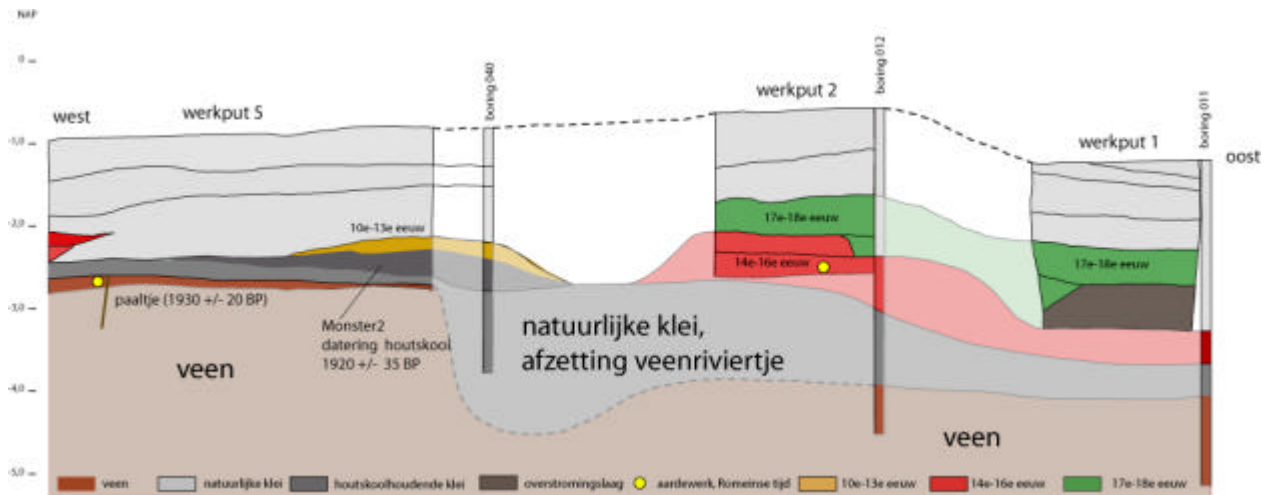 NAP
0
-1,0
-2,0
-3,0
-4,0
-5,0
west
werkput 5
boring 040
werkput 2
boring 012
werkput 1
boring 011
oost
10e-13e eeuw
17e-18e eeuw
14e-16e eeuw
17e-18e eeuw
paaltje (1930 +/- 20 BP)
Monster2
datering houtskool
1920 +/- 35 BP
natuurlijke klei,
afzetting veenriviertje
veen
veen
veen
natuurlijke klei
houtskoolhoudende klei
overstromingslaag
aardewerk, Romeinse tijd
10e-13e eeuw
14e-16e eeuw
17e-18e eeuw